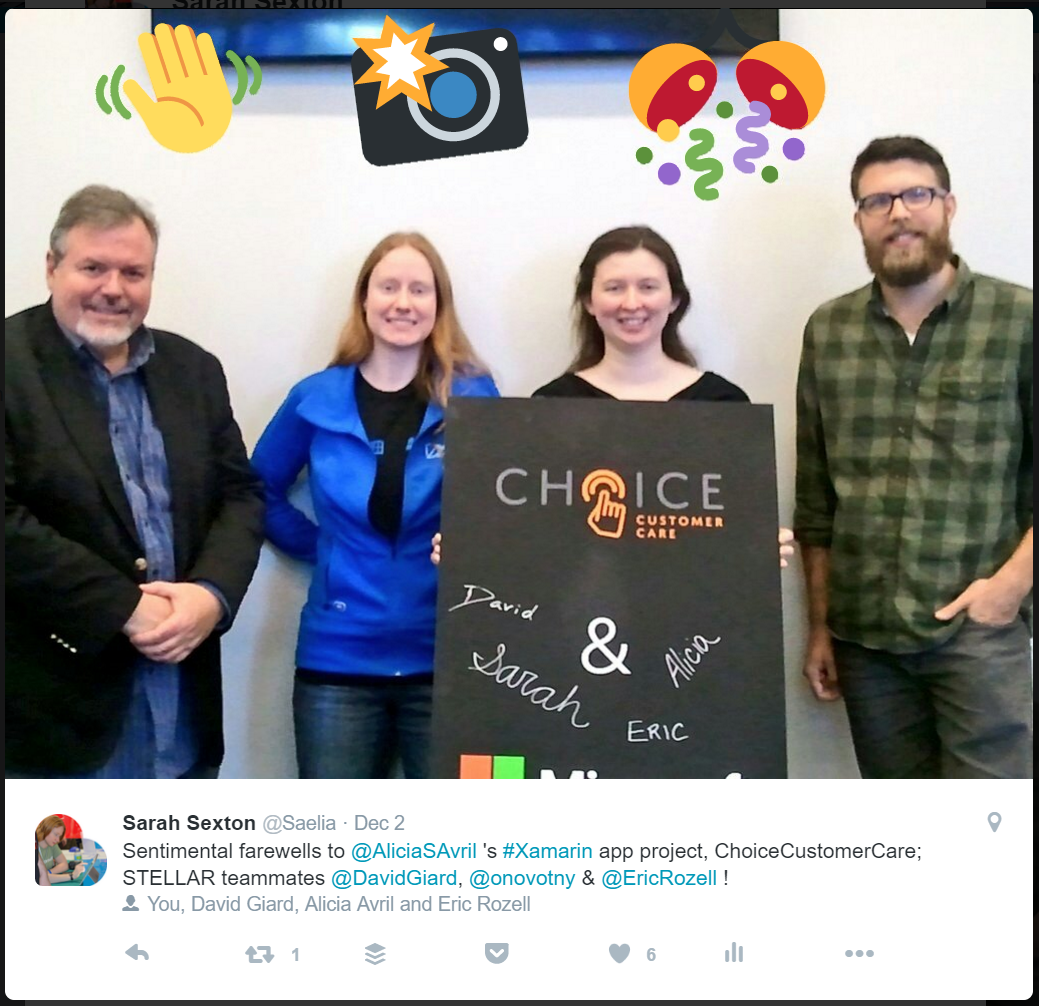 Sarah Sexton
CHOICE
CUSTOMER
CARE
David
&
Sarah
Alicia
ERIC
Sarah Sexton @Saelia · Dec 2
Sentimental farewells to @AliciaSAvril 's #Xamarin app project, ChoiceCustomerCare;
STELLAR teammates @DavidGiard, @onovotny & @EricRozell !
You, David Giard, Alicia Avril and Eric Rozell
1 6